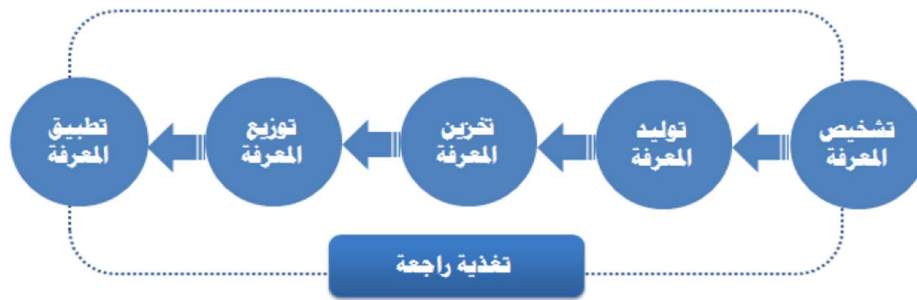 تشخيص
المعرفة
توليد
المعرفة
تخزين
المعرفة
توزيع
المعرفة
تطبيق
المعرفة
تغذية راجعة